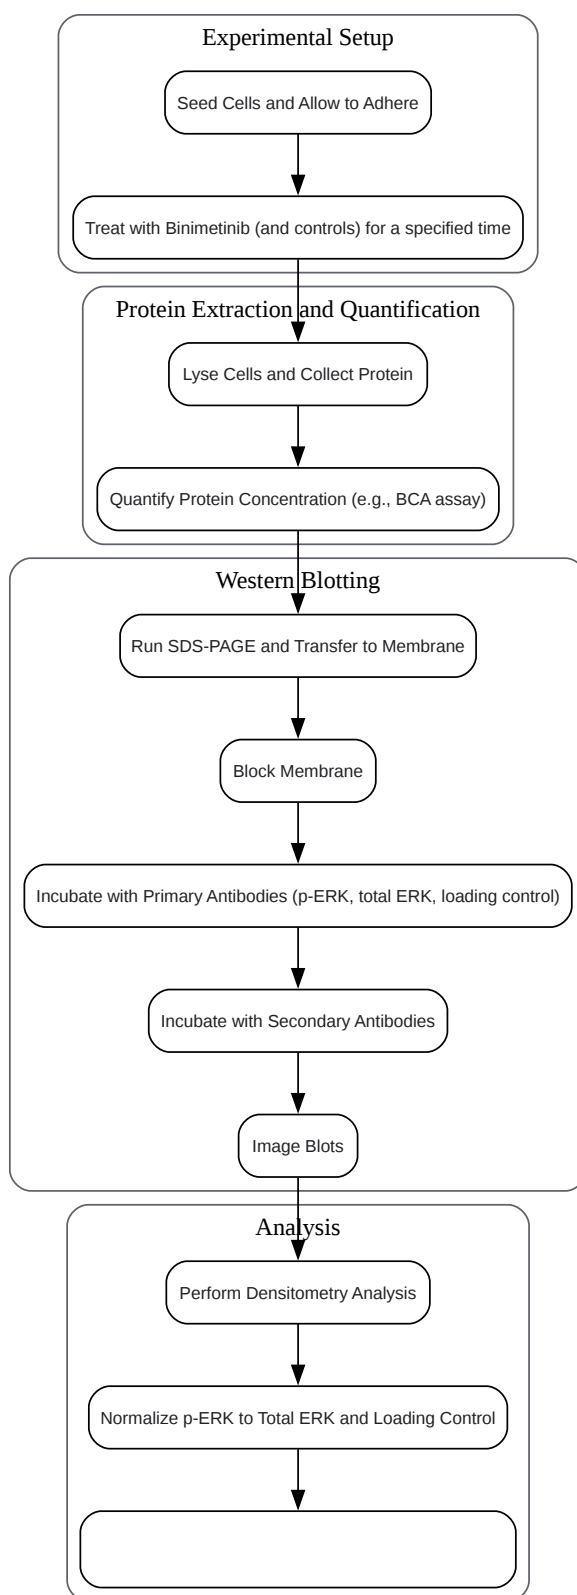 Experimental Setup
Seed Cells and Allow to Adhere
Treat with Binimetinib (and controls) for a specified time
Protein Extraction and Quantification
Lyse Cells and Collect Protein
Quantify Protein Concentration (e.g., BCA assay)
Western Blotting
Run SDS-PAGE and Transfer to Membrane
Block Membrane
Incubate with Primary Antibodies (p-ERK, total ERK, loading control)
Incubate with Secondary Antibodies
Image Blots
Analysis
Perform Densitometry Analysis
Normalize p-ERK to Total ERK and Loading Control